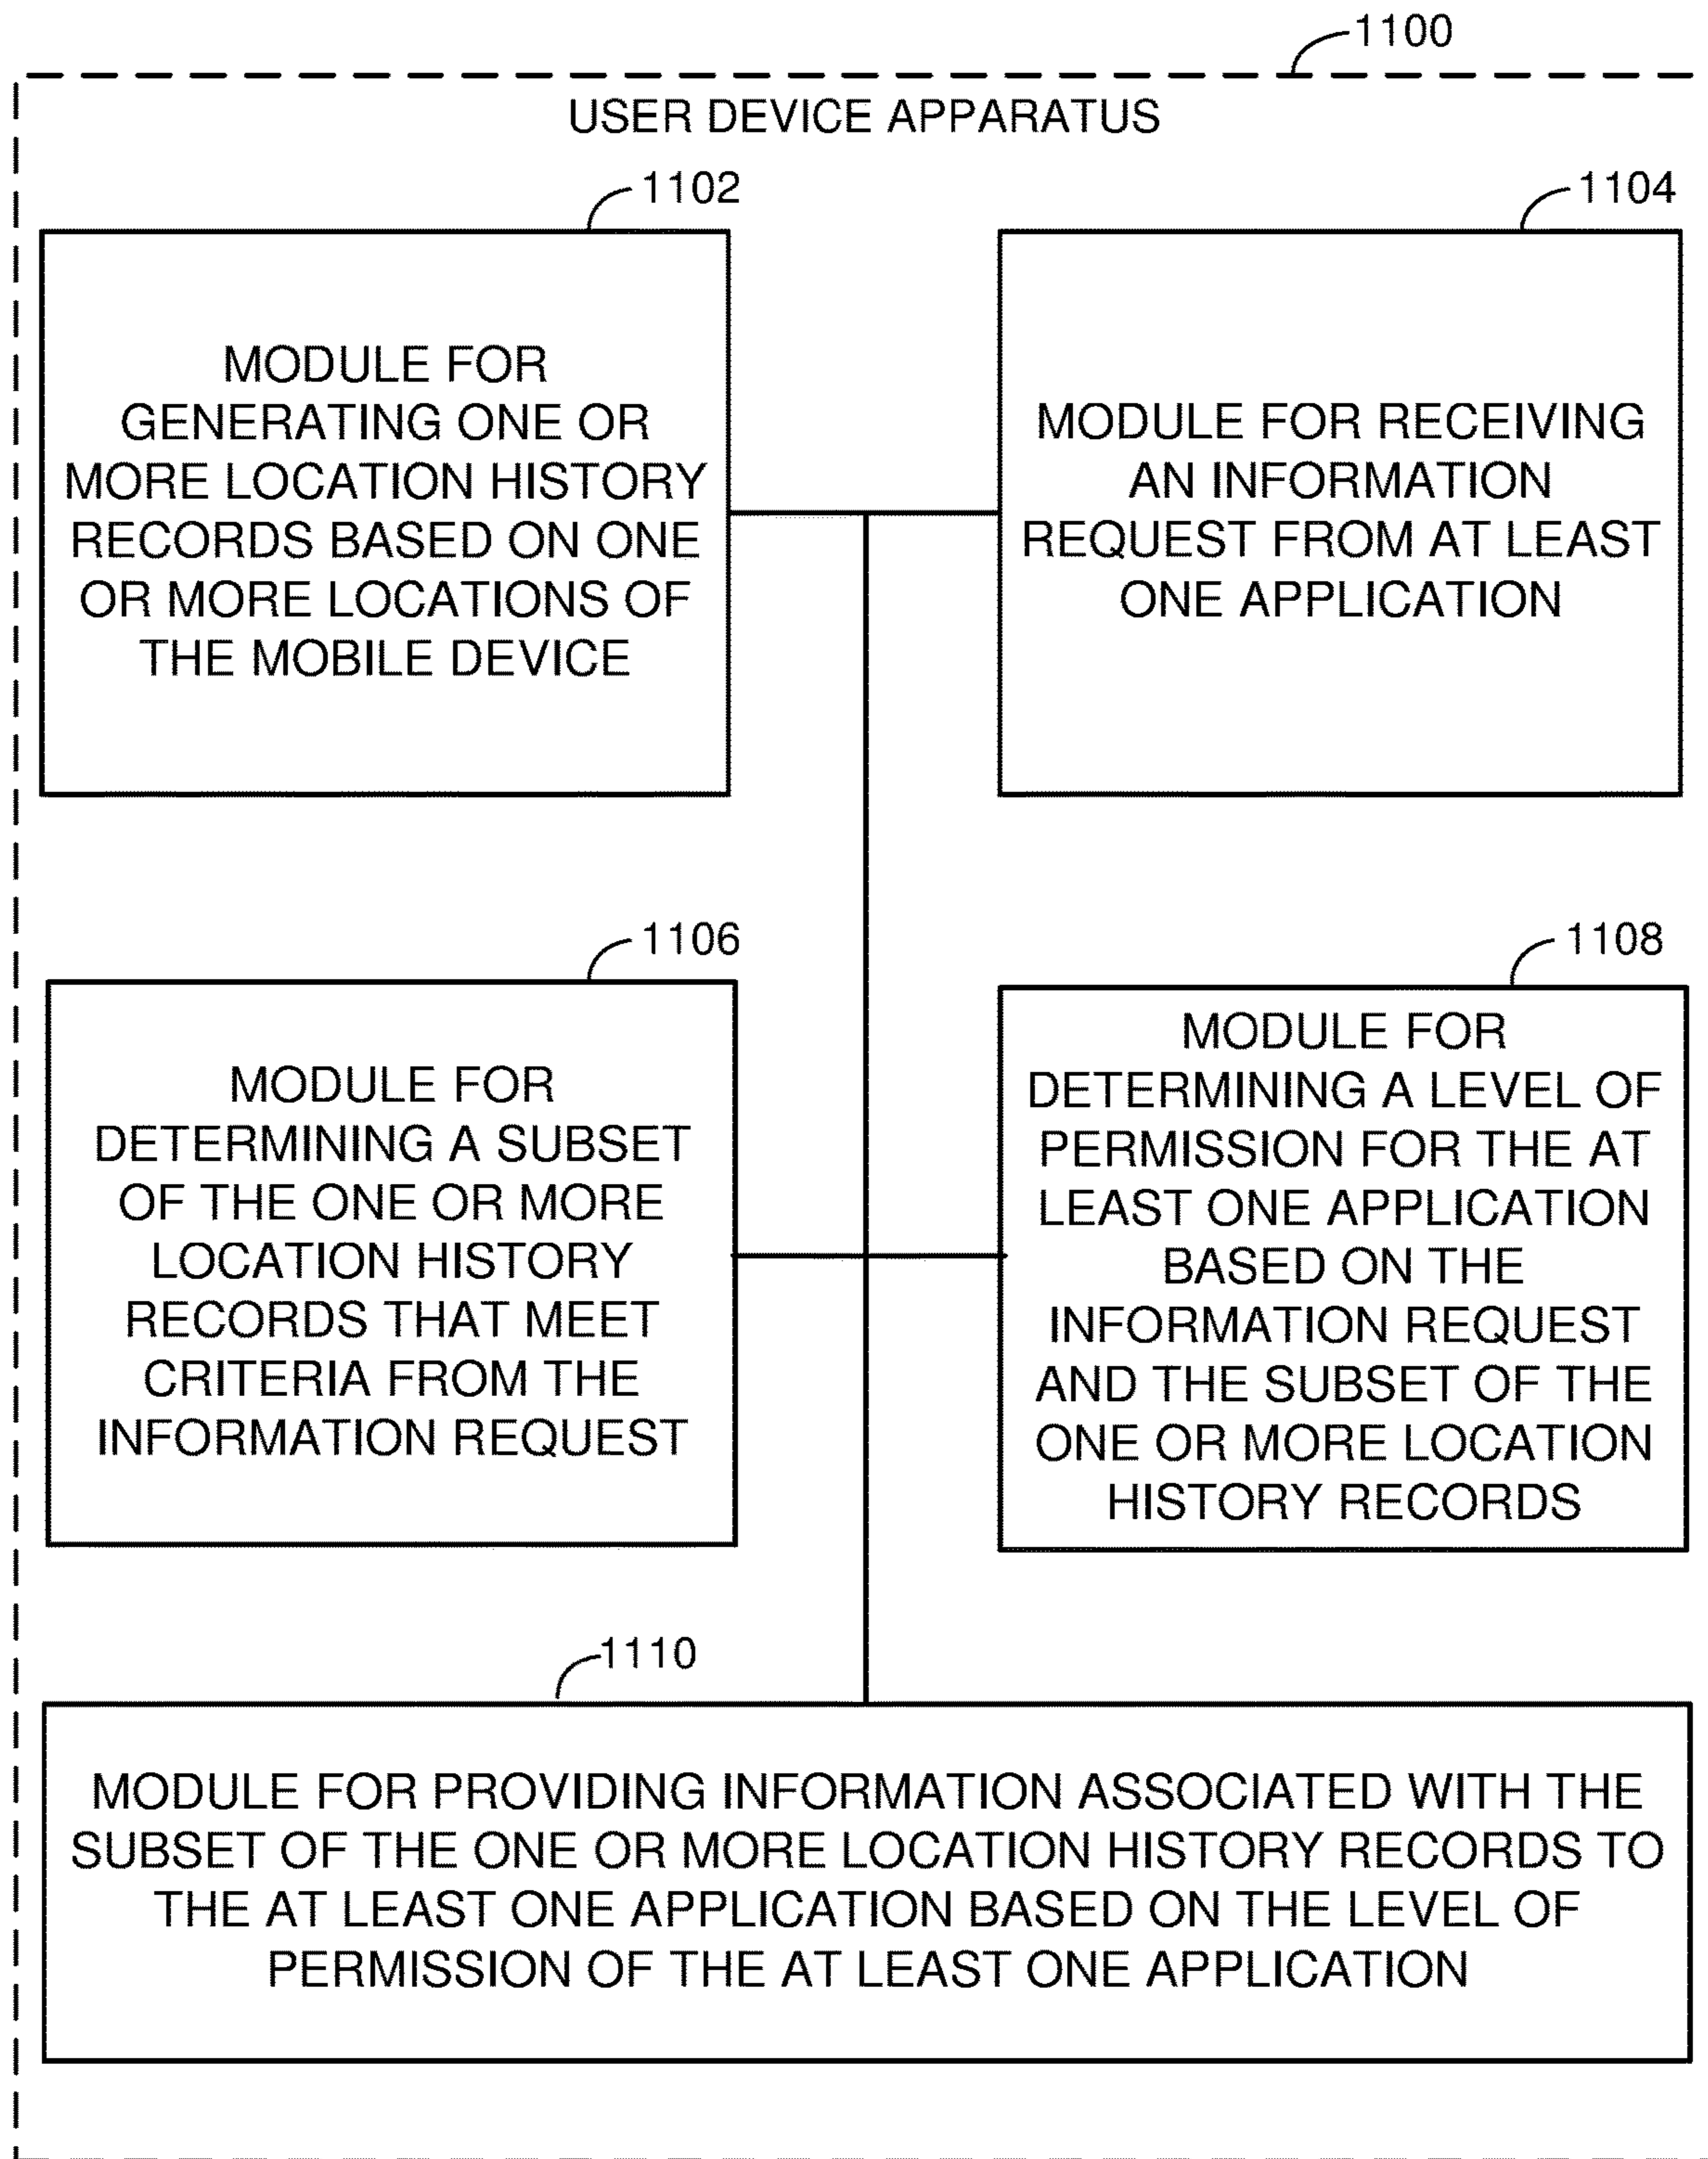 1100
USER DEVICE APPARATUS
1102
1104
MODULE FOR
GENERATING ONE OR
MORE LOCATION HISTORY
RECORDS BASED ON ONE
OR MORE LOCATIONS OF
THE MOBILE DEVICE
MODULE FOR RECEIVING
AN INFORMATION
REQUEST FROM AT LEAST
ONE APPLICATION
1106
1108
MODULE FOR
DETERMINING A SUBSET
OF THE ONE OR MORE
LOCATION HISTORY
RECORDS THAT MEET
CRITERIA FROM THE
INFORMATION REQUEST
MODULE FOR
DETERMINING A LEVEL OF
PERMISSION FOR THE AT
LEAST ONE APPLICATION
BASED ON THE
INFORMATION REQUEST
AND THE SUBSET OF THE
ONE OR MORE LOCATION
HISTORY RECORDS
1110
MODULE FOR PROVIDING INFORMATION ASSOCIATED WITH THE
SUBSET OF THE ONE OR MORE LOCATION HISTORY RECORDS TO
THE AT LEAST ONE APPLICATION BASED ON THE LEVEL OF
PERMISSION OF THE AT LEAST ONE APPLICATION